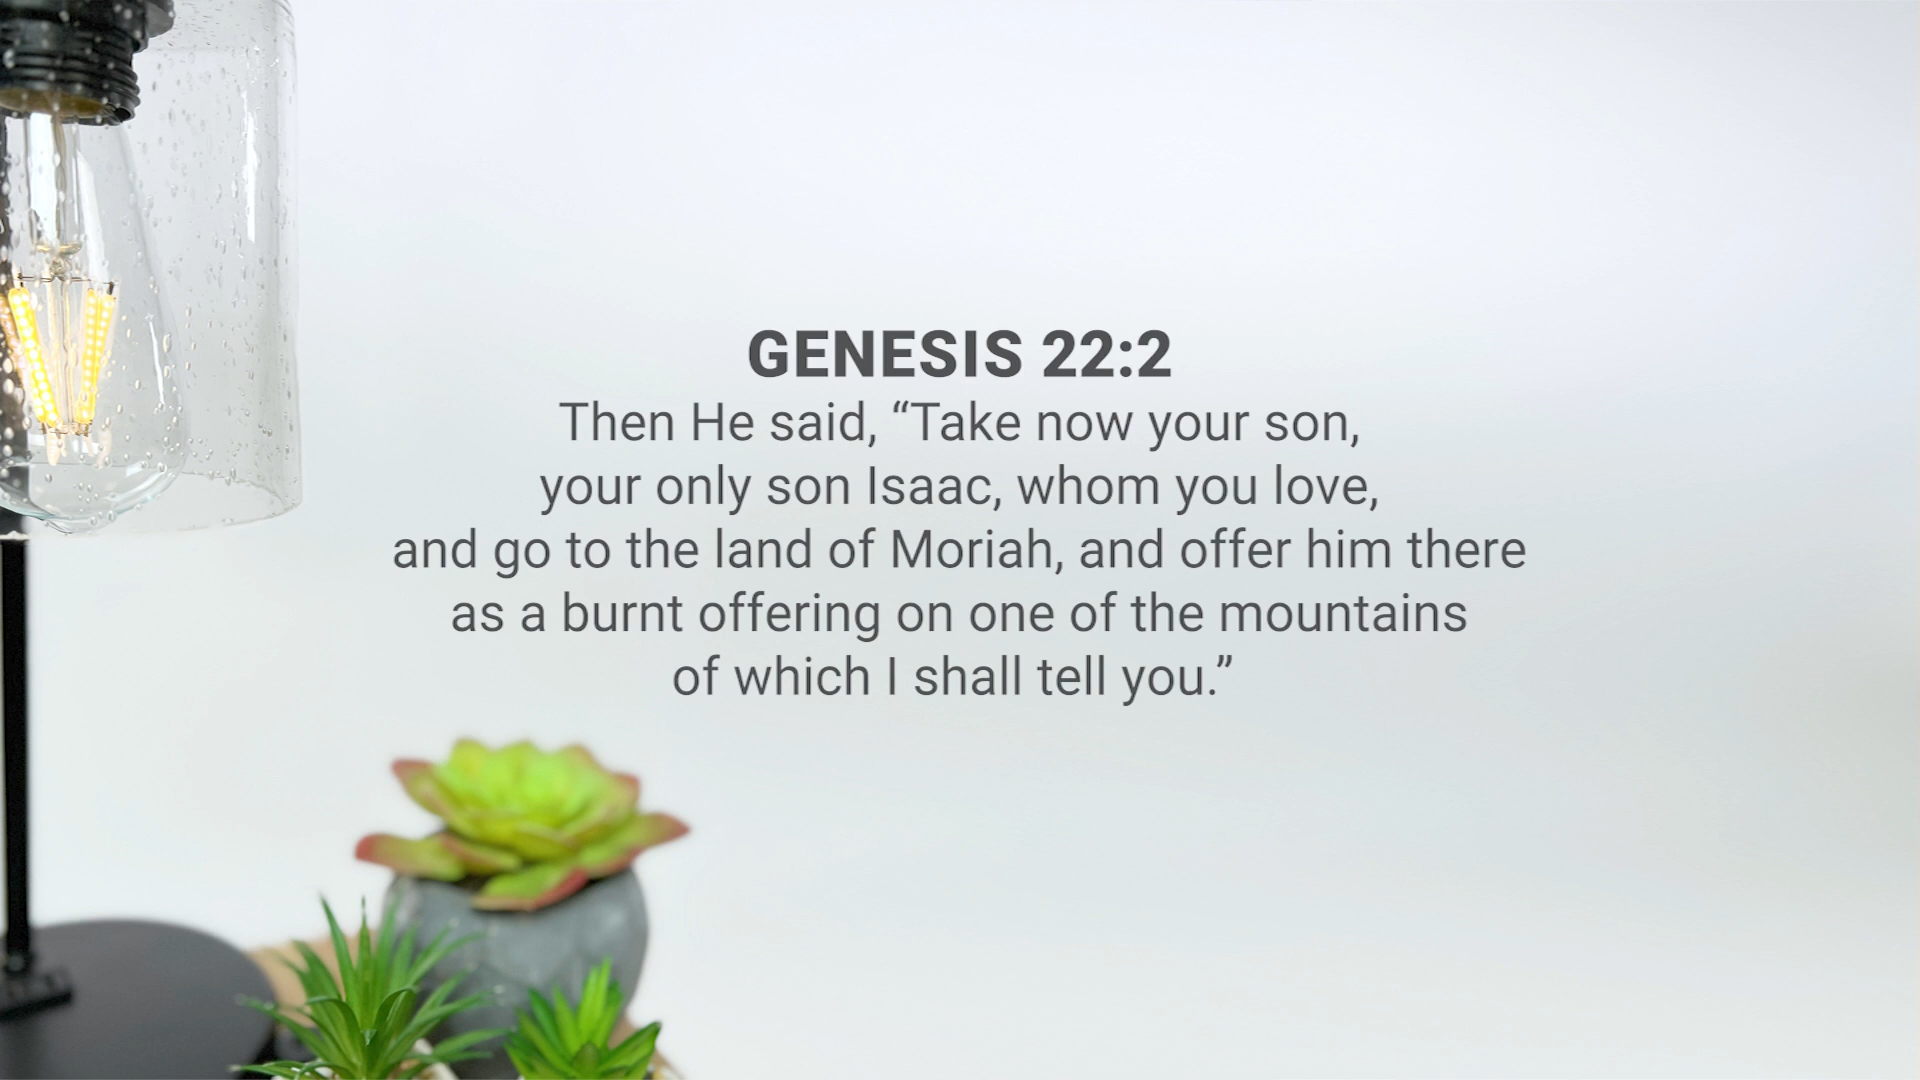 GENESIS 22:2
Then He said, “Take now your son,
your only son Isaac, whom you love,
and go to the land of Moriah, and offer him there
as a burnt offering on one of the mountains
of which I shall tell you.”